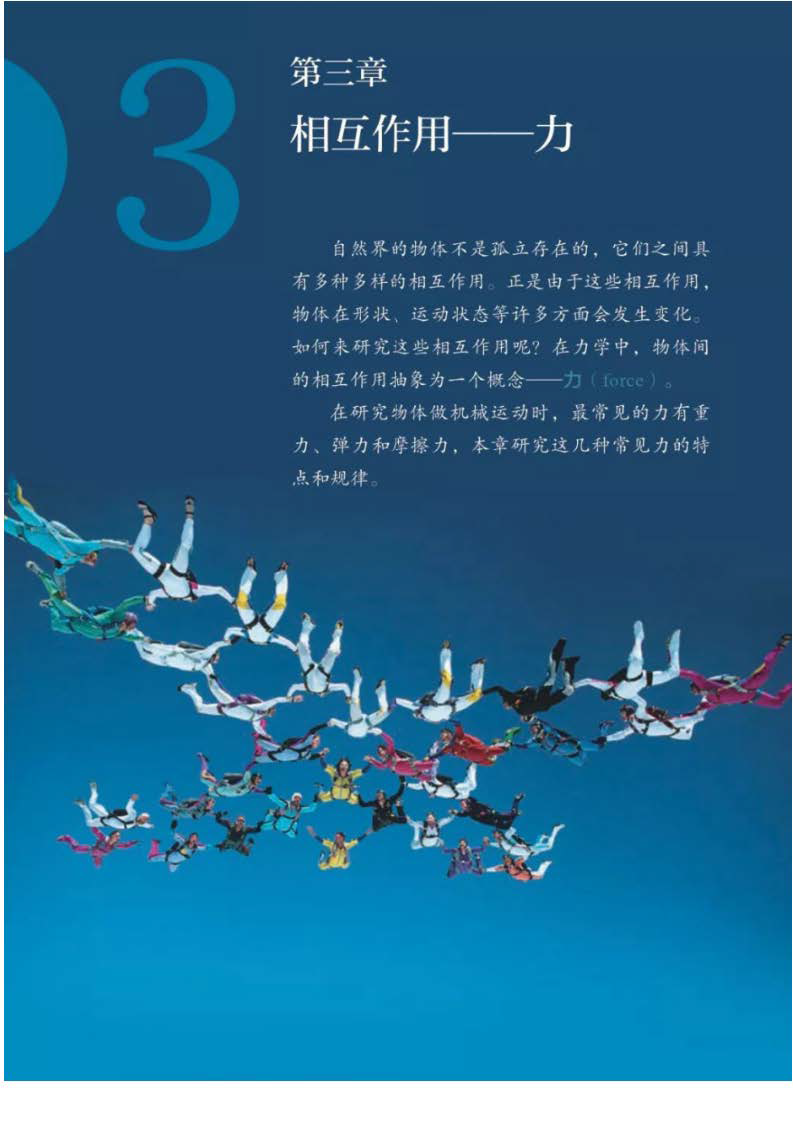 3
第三章
相互作用——力
自然界的物体不是孤立存在的，它们之间具
有多种多样的相互作用。正是由于这些相互作用，
物体在形状、运动状态等许多方面会发生变化。
如何来研究这些相互作用呢？在力学中，物体间
的相互作用抽象为一个概念——力（force）。
在研究物体做机械运动时，最常见的力有重
力、弹力和摩擦力，本章研究这几种常见力的特
点和规律。